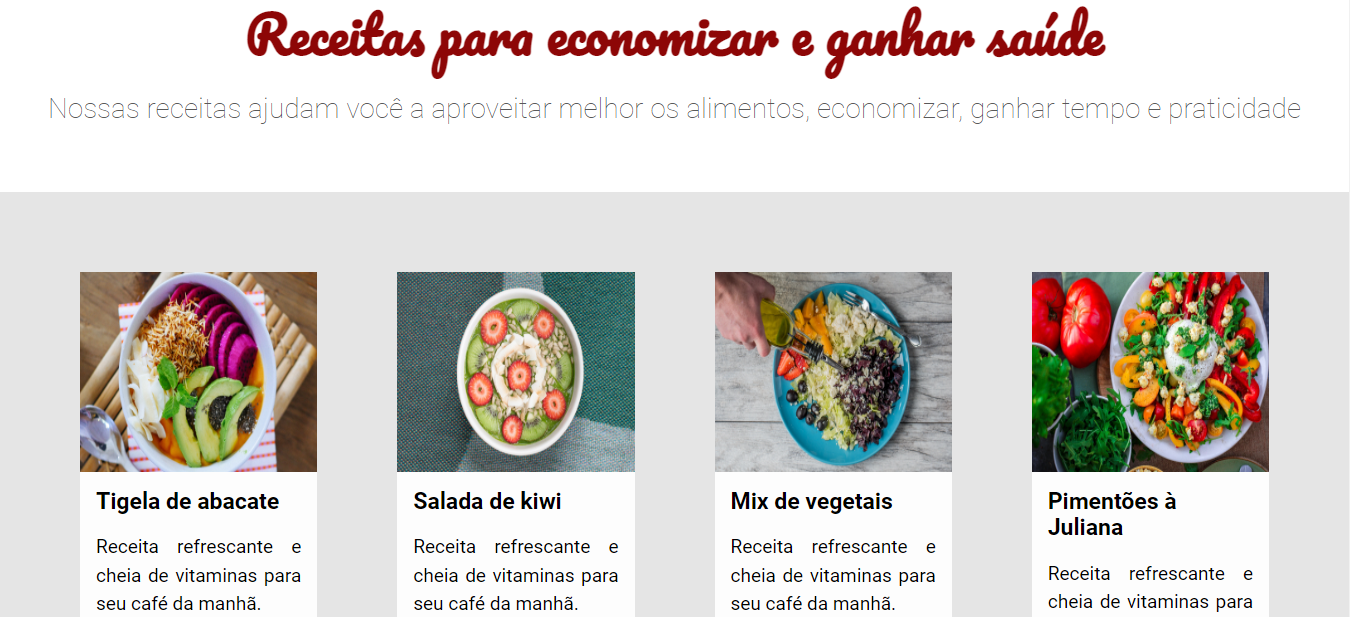 Receitas para economizar e ganhar saúde
Nossas receitas ajudam você a aproveitar melhor os alimentos, economizar, ganhar tempo e praticidade
Tigela de abacate
Receita refrescante e
cheia de vitaminas para
seu café da manhã.
Salada de kiwi
Receita refrescante e
cheia de vitaminas para
seu café da manhã.
Mix de vegetais
Receita refrescante e
cheia de vitaminas para
seu café da manhã.
Pimentões à
Juliana
Receita refrescante e
cheia de vitaminas para